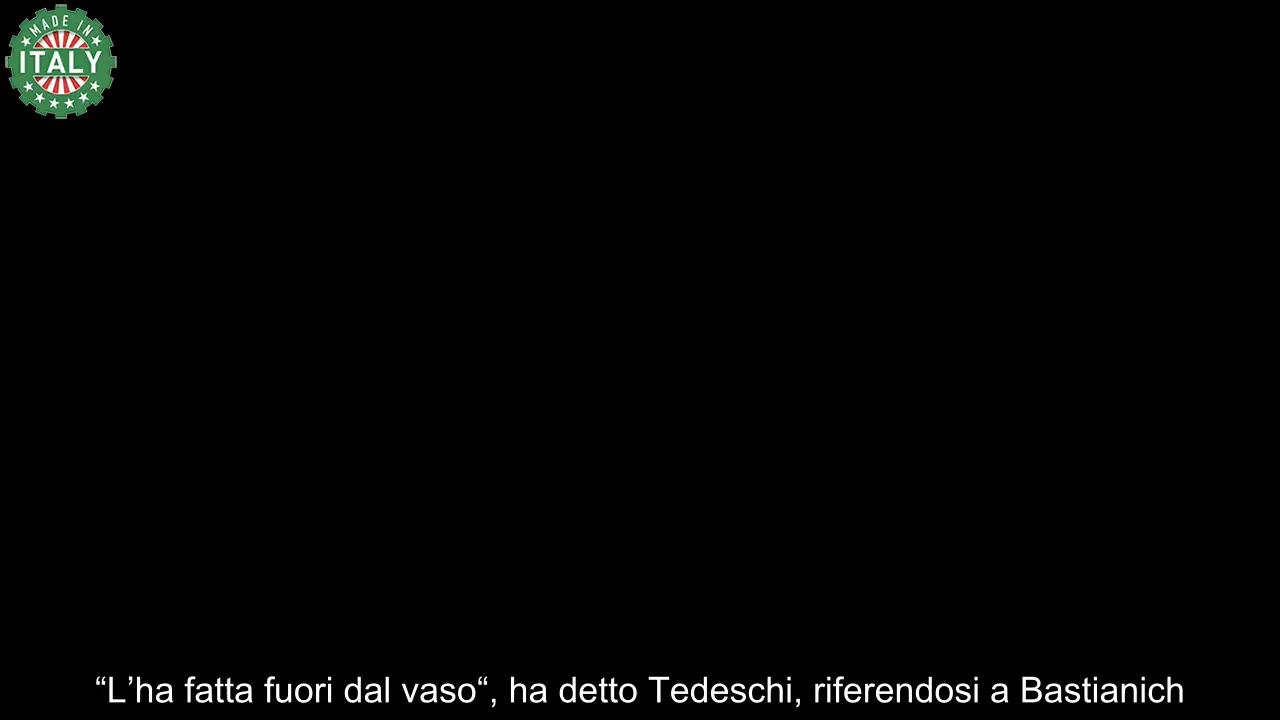 MADE IN
ITALY
“L’ha fatta fuori dal vaso“, ha detto Tedeschi, riferendosi a Bastianich